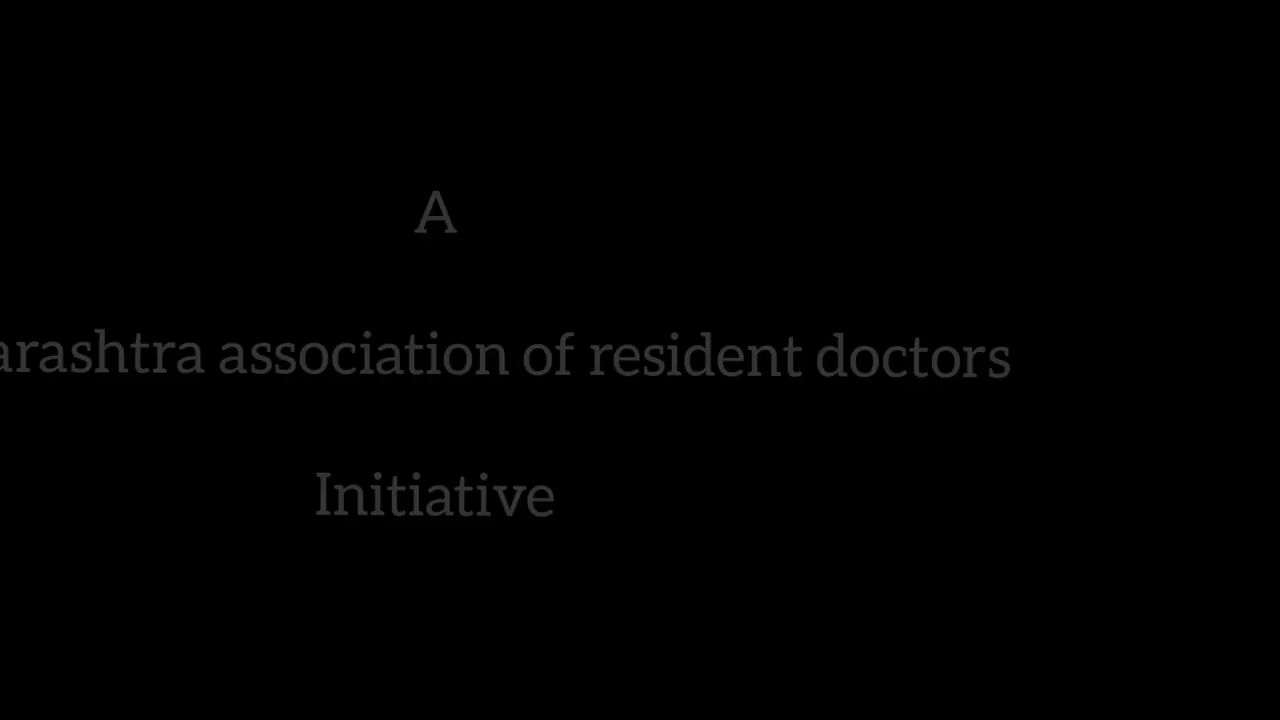 A
arashtra association of resident doctors
Initiative